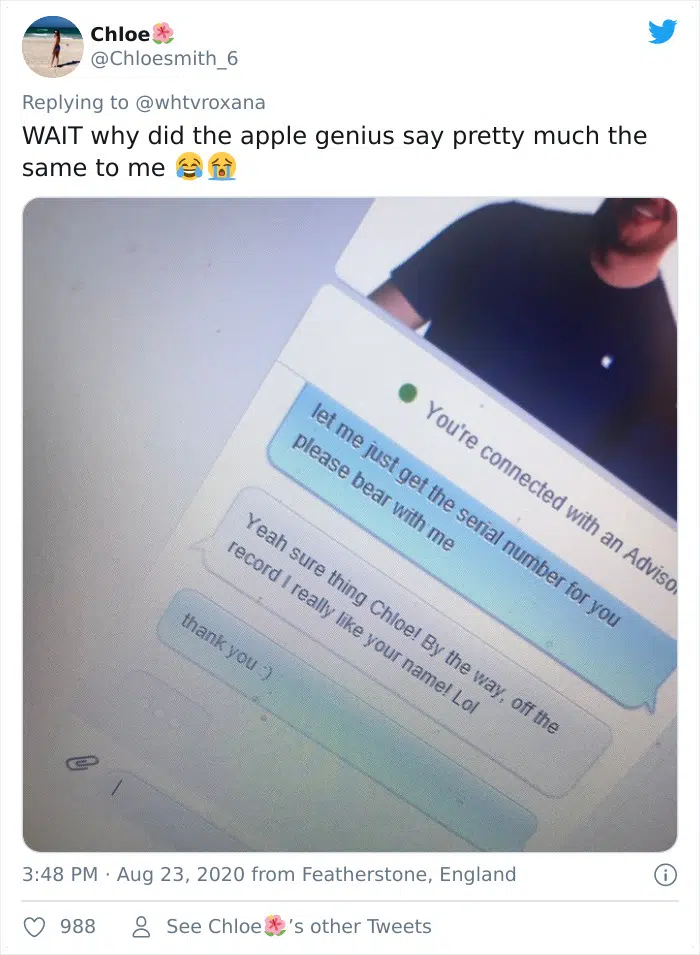 Chloe🌺
@Chloesmith_6
Replying to @whtvroxana
WAIT why did the apple genius say pretty much the
same to me 😂😭
You're connected with an Advisor
let me just get the serial number for you
please bear with me
Yeah sure thing Chloe! By the way, off the
record I really like your name! Lol
thank you :)
3:48 PM · Aug 23, 2020 from Featherstone, England
988
See Chloe🌺's other Tweets